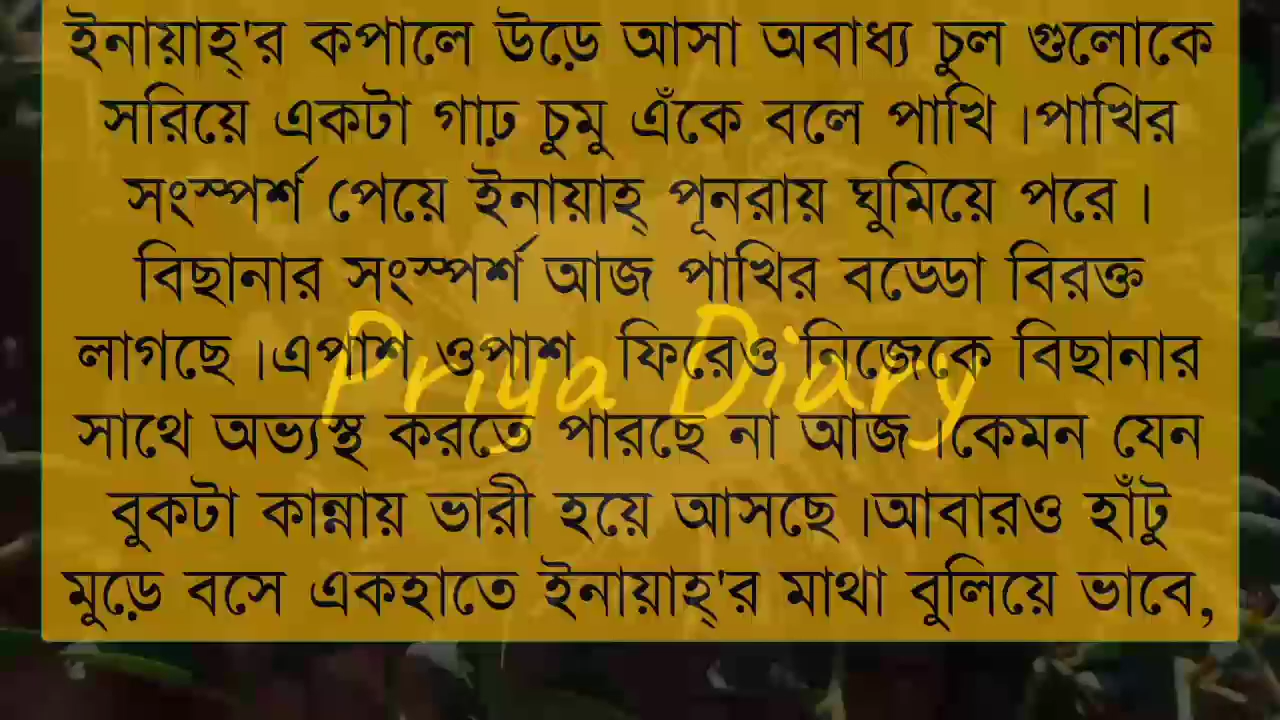 ইনায়াহ্'র কপালে উড়ে আসা অবাধ্য চুল গুলোকে
সরিয়ে একটা গাঢ় চুমু এঁকে বলে পাখি ।পাখির
সংস্পর্শ পেয়ে ইনায়াহ্ পূনরায় ঘুমিয়ে পরে ।
বিছানার সংস্পর্শ আজ পাখির বড্ডো বিরক্ত
লাগছে ।এপাশ ওপাশ ফিরেও নিজেকে বিছানার
Priya Diary
সাথে অভ্যস্থ করতে পারছে না আজ ।কেমন যেন
বুকটা কান্নায় ভারী হয়ে আসছে ।আবারও হাঁটু
মুড়ে বসে একহাতে ইনায়াহ্'র মাথা বুলিয়ে ভাবে,